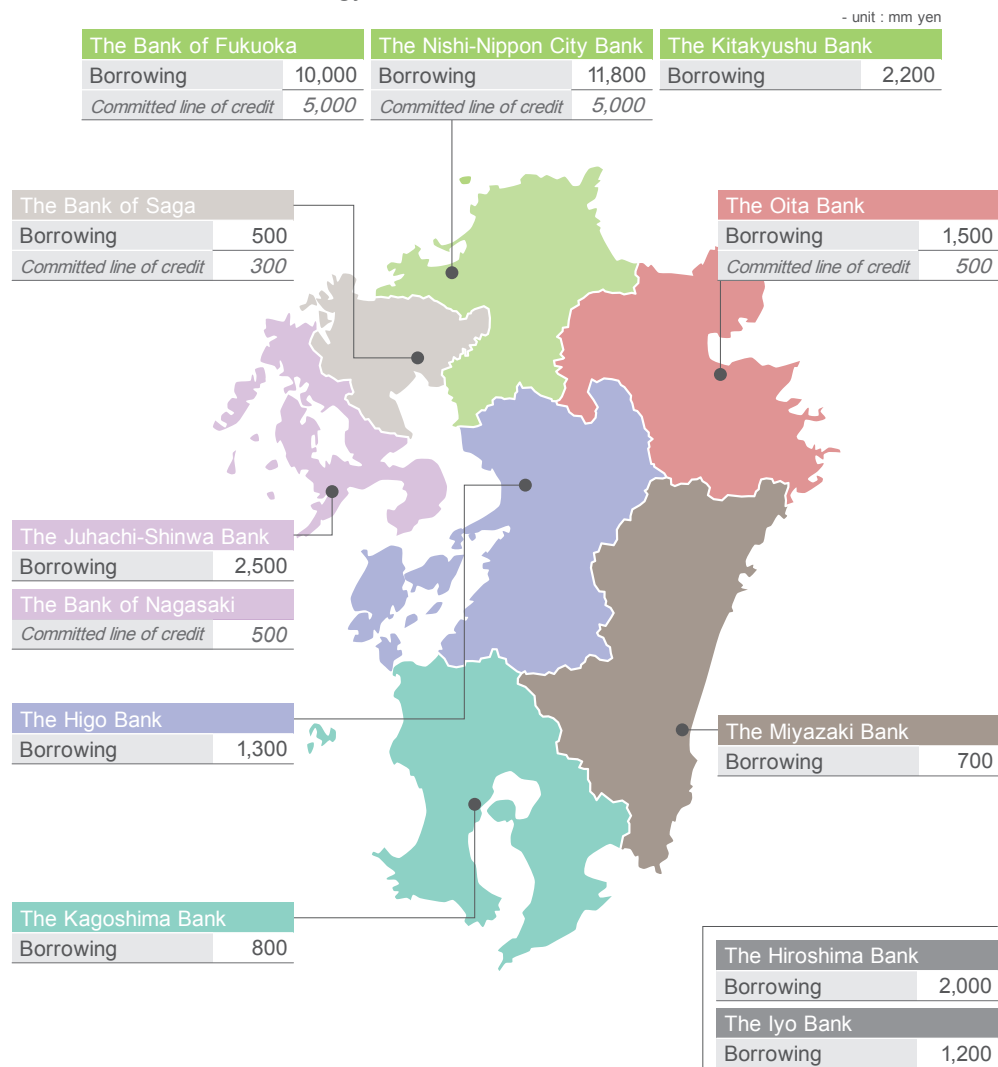 - unit : mm yen
The Bank of Fukuoka
Borrowing 10,000
Committed line of credit 5,000
The Nishi-Nippon City Bank
Borrowing 11,800
Committed line of credit 5,000
The Kitakyushu Bank
Borrowing 2,200
The Bank of Saga
Borrowing 500
Committed line of credit 300
The Oita Bank
Borrowing 1,500
Committed line of credit 500
The Juhachi-Shinwa Bank
Borrowing 2,500
The Bank of Nagasaki
Committed line of credit 500
The Higo Bank
Borrowing 1,300
The Miyazaki Bank
Borrowing 700
The Kagoshima Bank
Borrowing 800
The Hiroshima Bank
Borrowing 2,000
The Iyo Bank
Borrowing 1,200